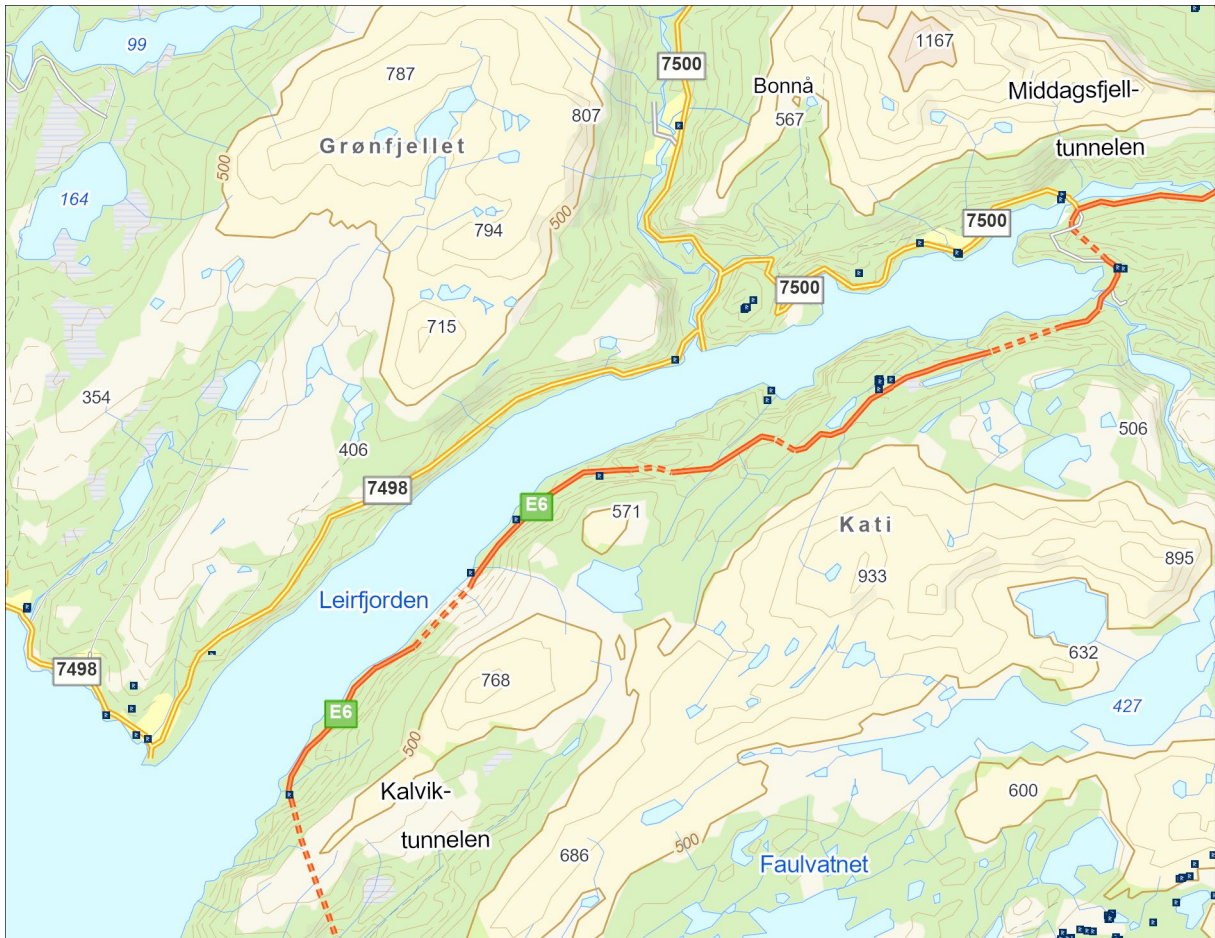 99
7500
1167
787
Bonnå
Middagsfjell-
807
567
Grønfjellet
tunnelen
500
164
500
7500
794
7500
715
354
406
506
7498
E6
571
Kati
895
933
Leirfjorden
632
7498
768
427
E6
500
Kalvik-
600
tunnelen
500
686
Faulvatnet